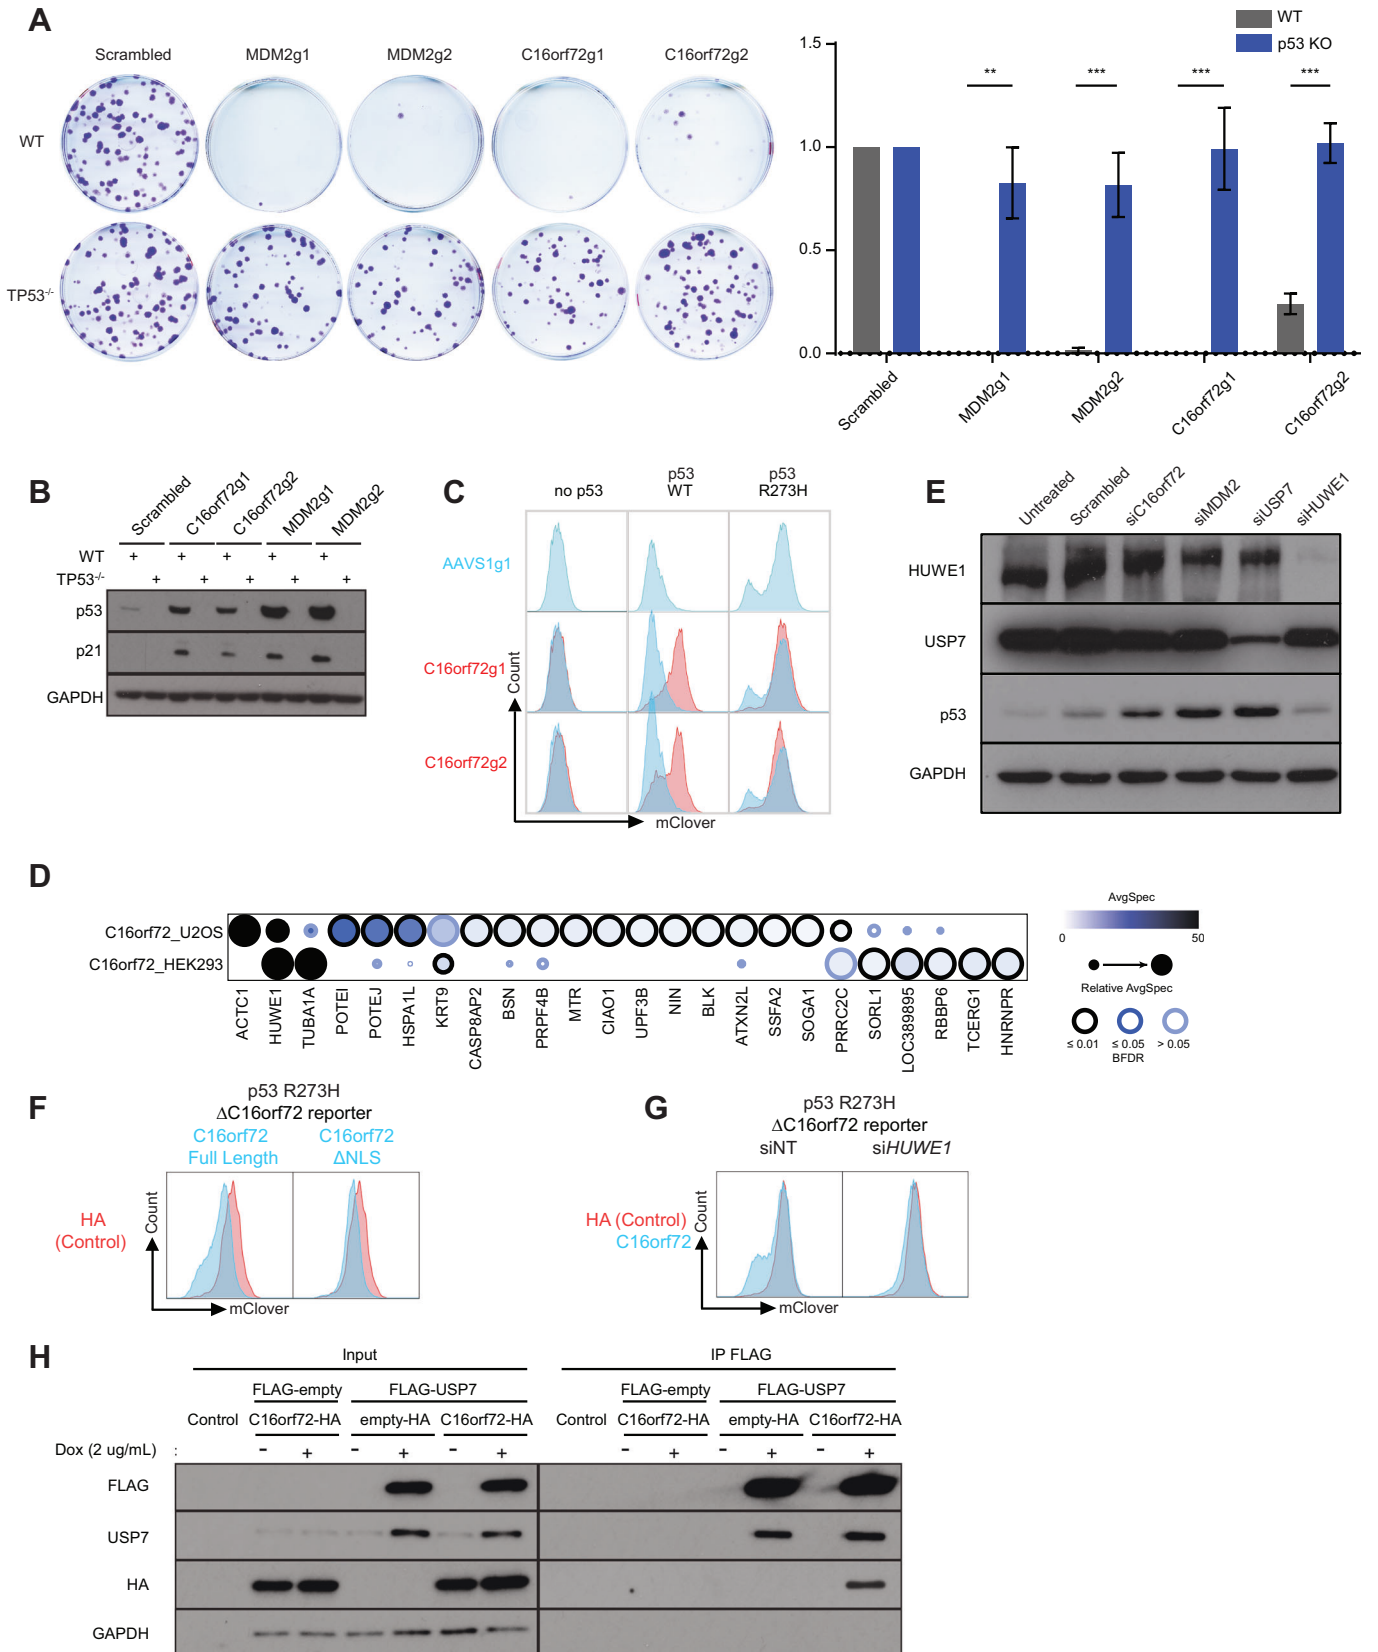 A
Scrambled MDM2g1 MDM2g2 C16orf72g1 C16orf72g2
WT
TP53-/-
WT
p53 KO
1.5
1.0
0.5
0.0
** *** *** ***
Scrambled MDM2g1 MDM2g2 C16orf72g1 C16orf72g2
B
Scrambled C16orf72g1 C16orf72g2 MDM2g1 MDM2g2
WT + + + + +
TP53-/- + + + + +
p53
p21
GAPDH
C
no p53 p53 WT p53 R273H
AAVS1g1
C16orf72g1
C16orf72g2
Count
mClover
E
Untreated Scrambled siC16orf72 siMDM2 siUSP7 siHUWE1
HUWE1
USP7
p53
GAPDH
D
C16orf72_U2OS
C16orf72_HEK293
ACTC1 HUWE1 TUBA1A POTEI POTEJ HSPA1L KRT9 CASP8AP2 BSN PRPF4B MTR CIAO1 UPF3B NIN BLK ATXN2L SSFA2 SOGA1 PRRC2C SORL1 LOC389895 RBBP6 TCERG1 HNRNPR
AvgSpec
0 50
Relative AvgSpec
≤ 0.01 ≤ 0.05 > 0.05
BFDR
F
p53 R273H
ΔC16orf72 reporter
C16orf72 Full Length
C16orf72 ΔNLS
HA (Control)
Count
mClover
G
p53 R273H
ΔC16orf72 reporter
siNT siHUWE1
HA (Control)
C16orf72
Count
mClover
H
Input IP FLAG
FLAG-empty FLAG-USP7 FLAG-empty FLAG-USP7
Control C16orf72-HA empty-HA C16orf72-HA Control C16orf72-HA empty-HA C16orf72-HA
Dox (2 ug/mL) : - + - + - + - + - + - +
FLAG
USP7
HA
GAPDH